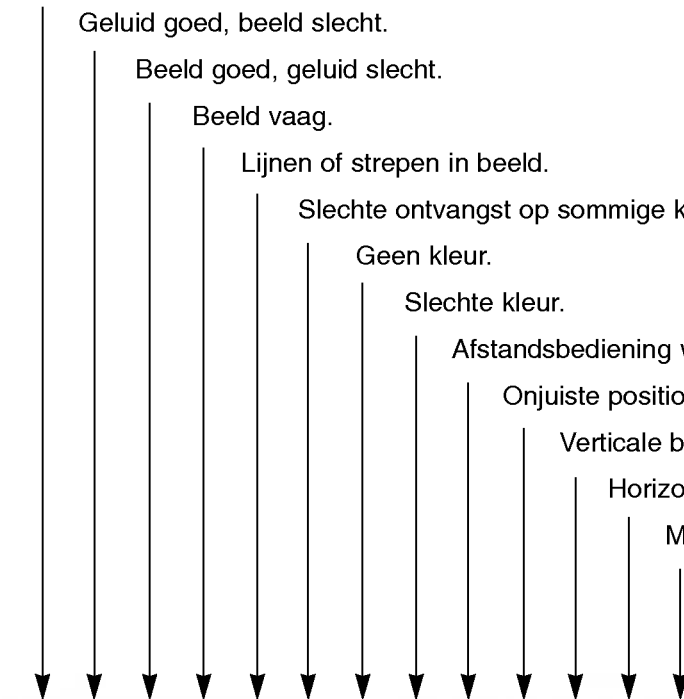 Geluid goed, beeld slecht.
Beeld goed, geluid slecht.
Beeld vaag.
Lijnen of strepen in beeld.
Slechte ontvangst op sommige
Geen kleur.
Slechte kleur.
Afstandsbediening
Onjuiste
Verticale